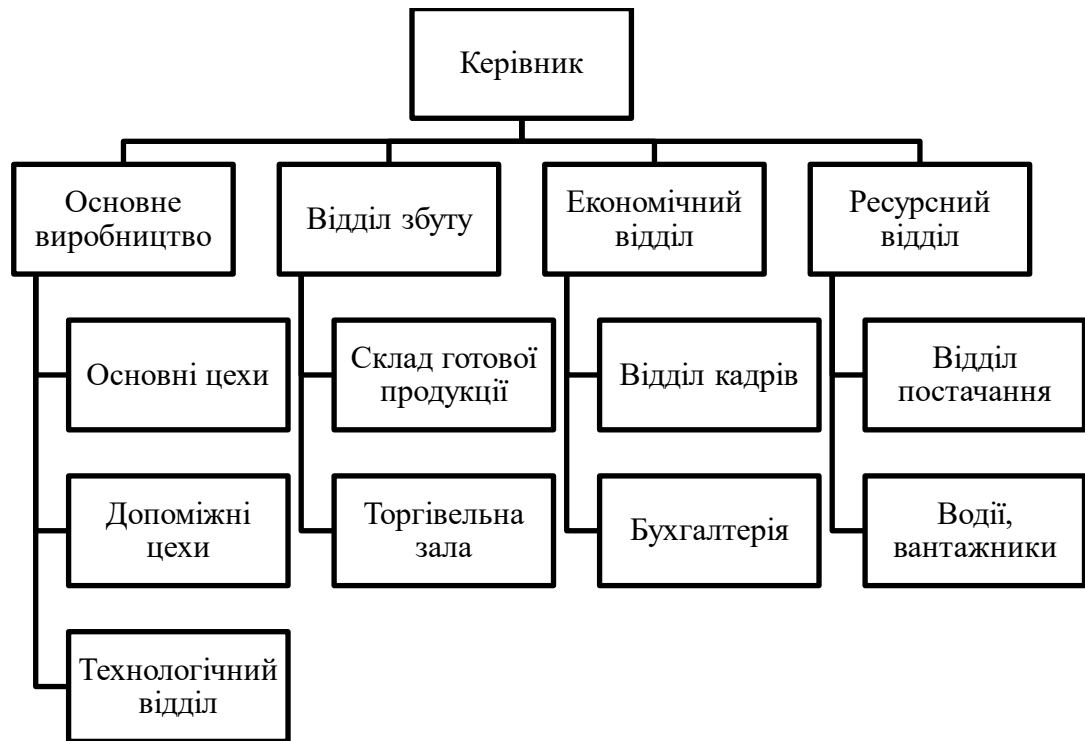 Керівник
Основне
виробництво
Відділ збуту
Економічний
відділ
Ресурсний
відділ
Основні цехи
Склад готової
продукції
Відділ кадрів
Відділ
постачання
Допоміжні
цехи
Торгівельна
зала
Бухгалтерія
Водії,
вантажники
Технологічний
відділ